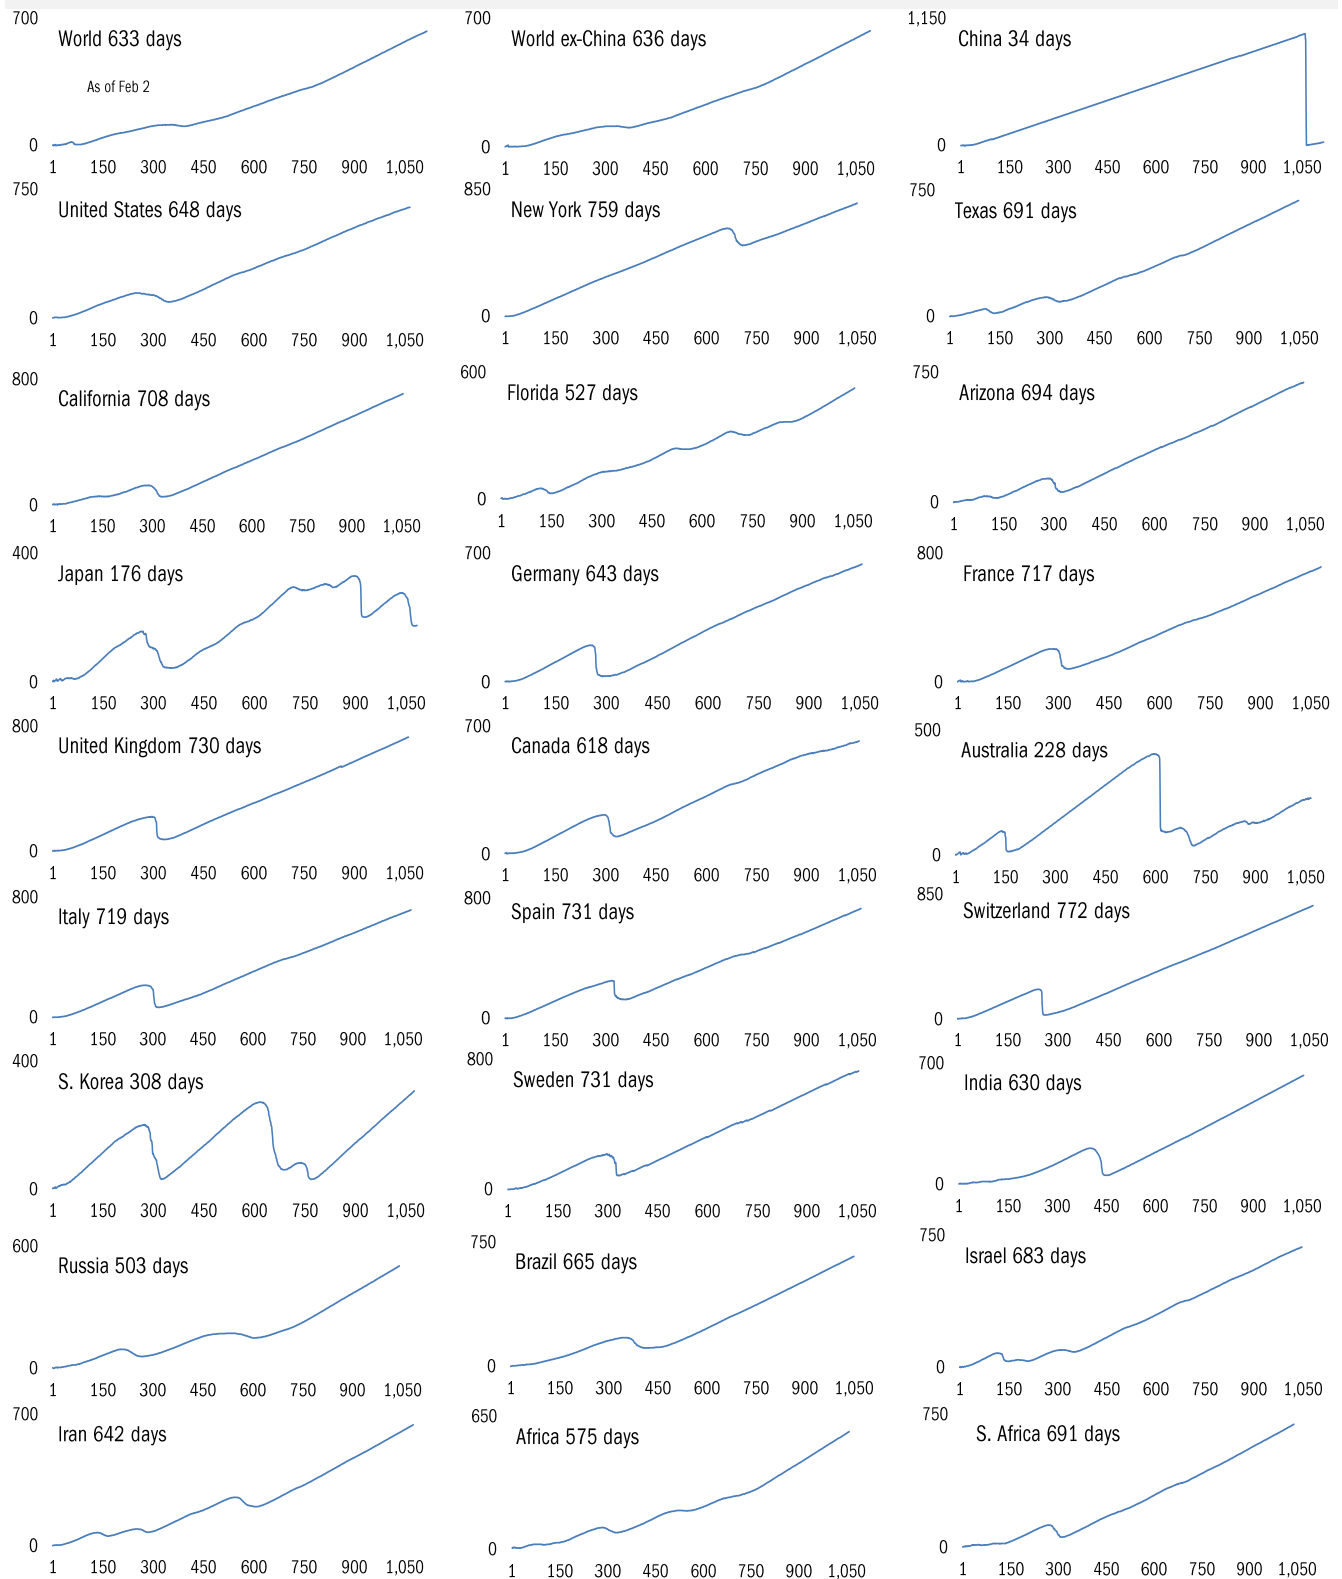 700 700 1,150
World 633 days World ex-China 636 days China 34 days
As of Feb 2
0 0 0
1 150 300 450 600 750 900 1,050 1 150 300 450 600 750 900 1,050 1 150 300 450 600 750 900 1,050
750 850 750
United States 648 days New York 759 days Texas 691 days
0 0 0
1 150 300 450 600 750 900 1,050 1 150 300 450 600 750 900 1,050 1 150 300 450 600 750 900 1,050
800 600 750
California 708 days Florida 527 days Arizona 694 days
0 0 0
1 150 300 450 600 750 900 1,050 1 150 300 450 600 750 900 1,050 1 150 300 450 600 750 900 1,050
400 700 800
Japan 176 days Germany 643 days France 717 days
0 0 0
1 150 300 450 600 750 900 1,050 1 150 300 450 600 750 900 1,050 1 150 300 450 600 750 900 1,050
800 700 500
United Kingdom 730 days Canada 618 days Australia 228 days
0 0 0
1 150 300 450 600 750 900 1,050 1 150 300 450 600 750 900 1,050 1 150 300 450 600 750 900 1,050
800 800 850
Italy 719 days Spain 731 days Switzerland 772 days
0 0 0
1 150 300 450 600 750 900 1,050 1 150 300 450 600 750 900 1,050 1 150 300 450 600 750 900 1,050
400 800 700
S. Korea 308 days Sweden 731 days India 630 days
0 0 0
1 150 300 450 600 750 900 1,050 1 150 300 450 600 750 900 1,050 1 150 300 450 600 750 900 1,050
600 750 750
Russia 503 days Brazil 665 days Israel 683 days
0 0 0
1 150 300 450 600 750 900 1,050 1 150 300 450 600 750 900 1,050 1 150 300 450 600 750 900 1,050
700 650 750
Iran 642 days Africa 575 days S. Africa 691 days
0 0 0
1 150 300 450 600 750 900 1,050 1 150 300 450 600 750 900 1,050 1 150 300 450 600 750 900 1,050